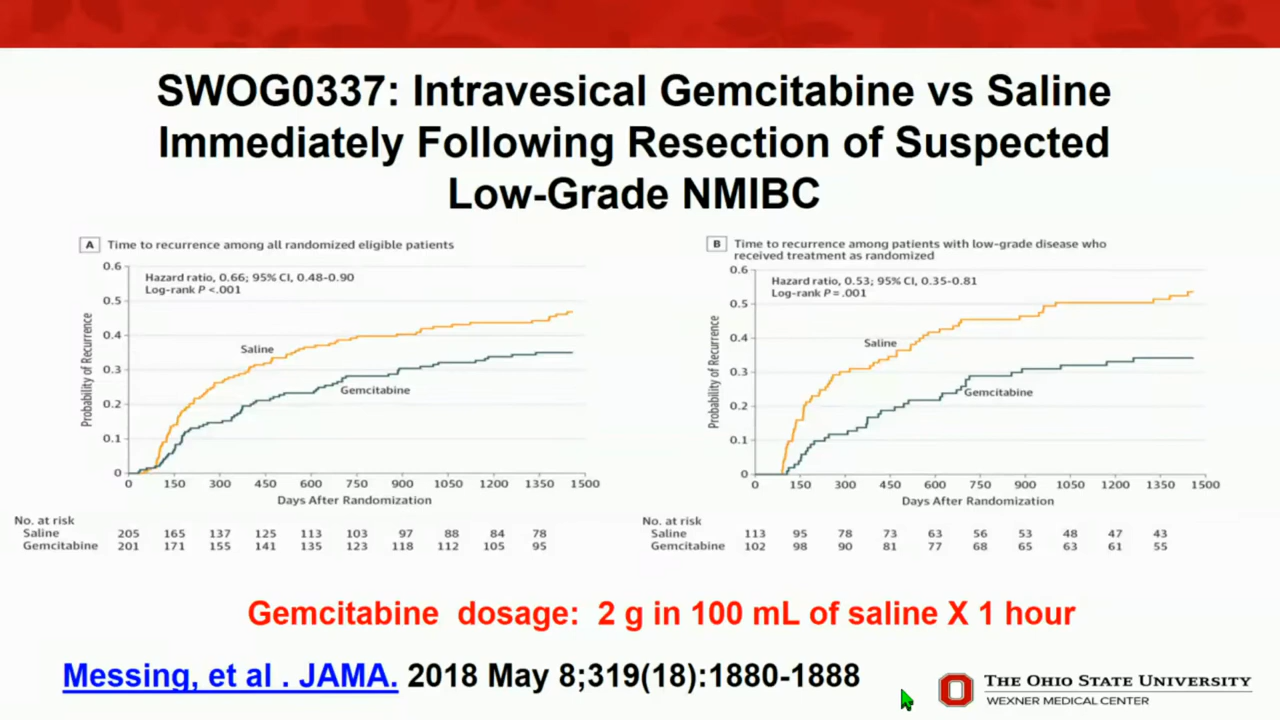 SWOG0337: Intravesical Gemcitabine vs Saline
Immediately Following Resection of Suspected
Low-Grade NMIBC
A Time to recurrence among all randomized eligible patients
Hazard ratio, 0.66; 95% CI, 0.48-0.90
Log-rank P <.001
Probability of Recurrence
0.6
0.5
0.4
0.3
0.2
0.1
0
Saline
Gemcitabine
0 150 300 450 600 750 900 1050 1200 1350 1500
Days After Randomization
No. at risk
Saline 205 165 137 125 113 103 97 88 84 78
Gemcitabine 201 171 155 141 135 123 118 112 105 95
B Time to recurrence among patients with low-grade disease who
received treatment as randomized
Hazard ratio, 0.53; 95% CI, 0.35-0.81
Log-rank P = .001
Probability of Recurrence
0.6
0.5
0.4
0.3
0.2
0.1
0
Saline
Gemcitabine
0 150 300 450 600 750 900 1050 1200 1350 1500
Days After Randomization
No. at risk
Saline 113 95 78 73 63 56 53 48 47 43
Gemcitabine 102 98 90 81 77 68 65 63 61 55
Gemcitabine dosage: 2 g in 100 mL of saline X 1 hour
Messing, et al . JAMA. 2018 May 8;319(18):1880-1888
THE OHIO STATE UNIVERSITY
WEXNER MEDICAL CENTER